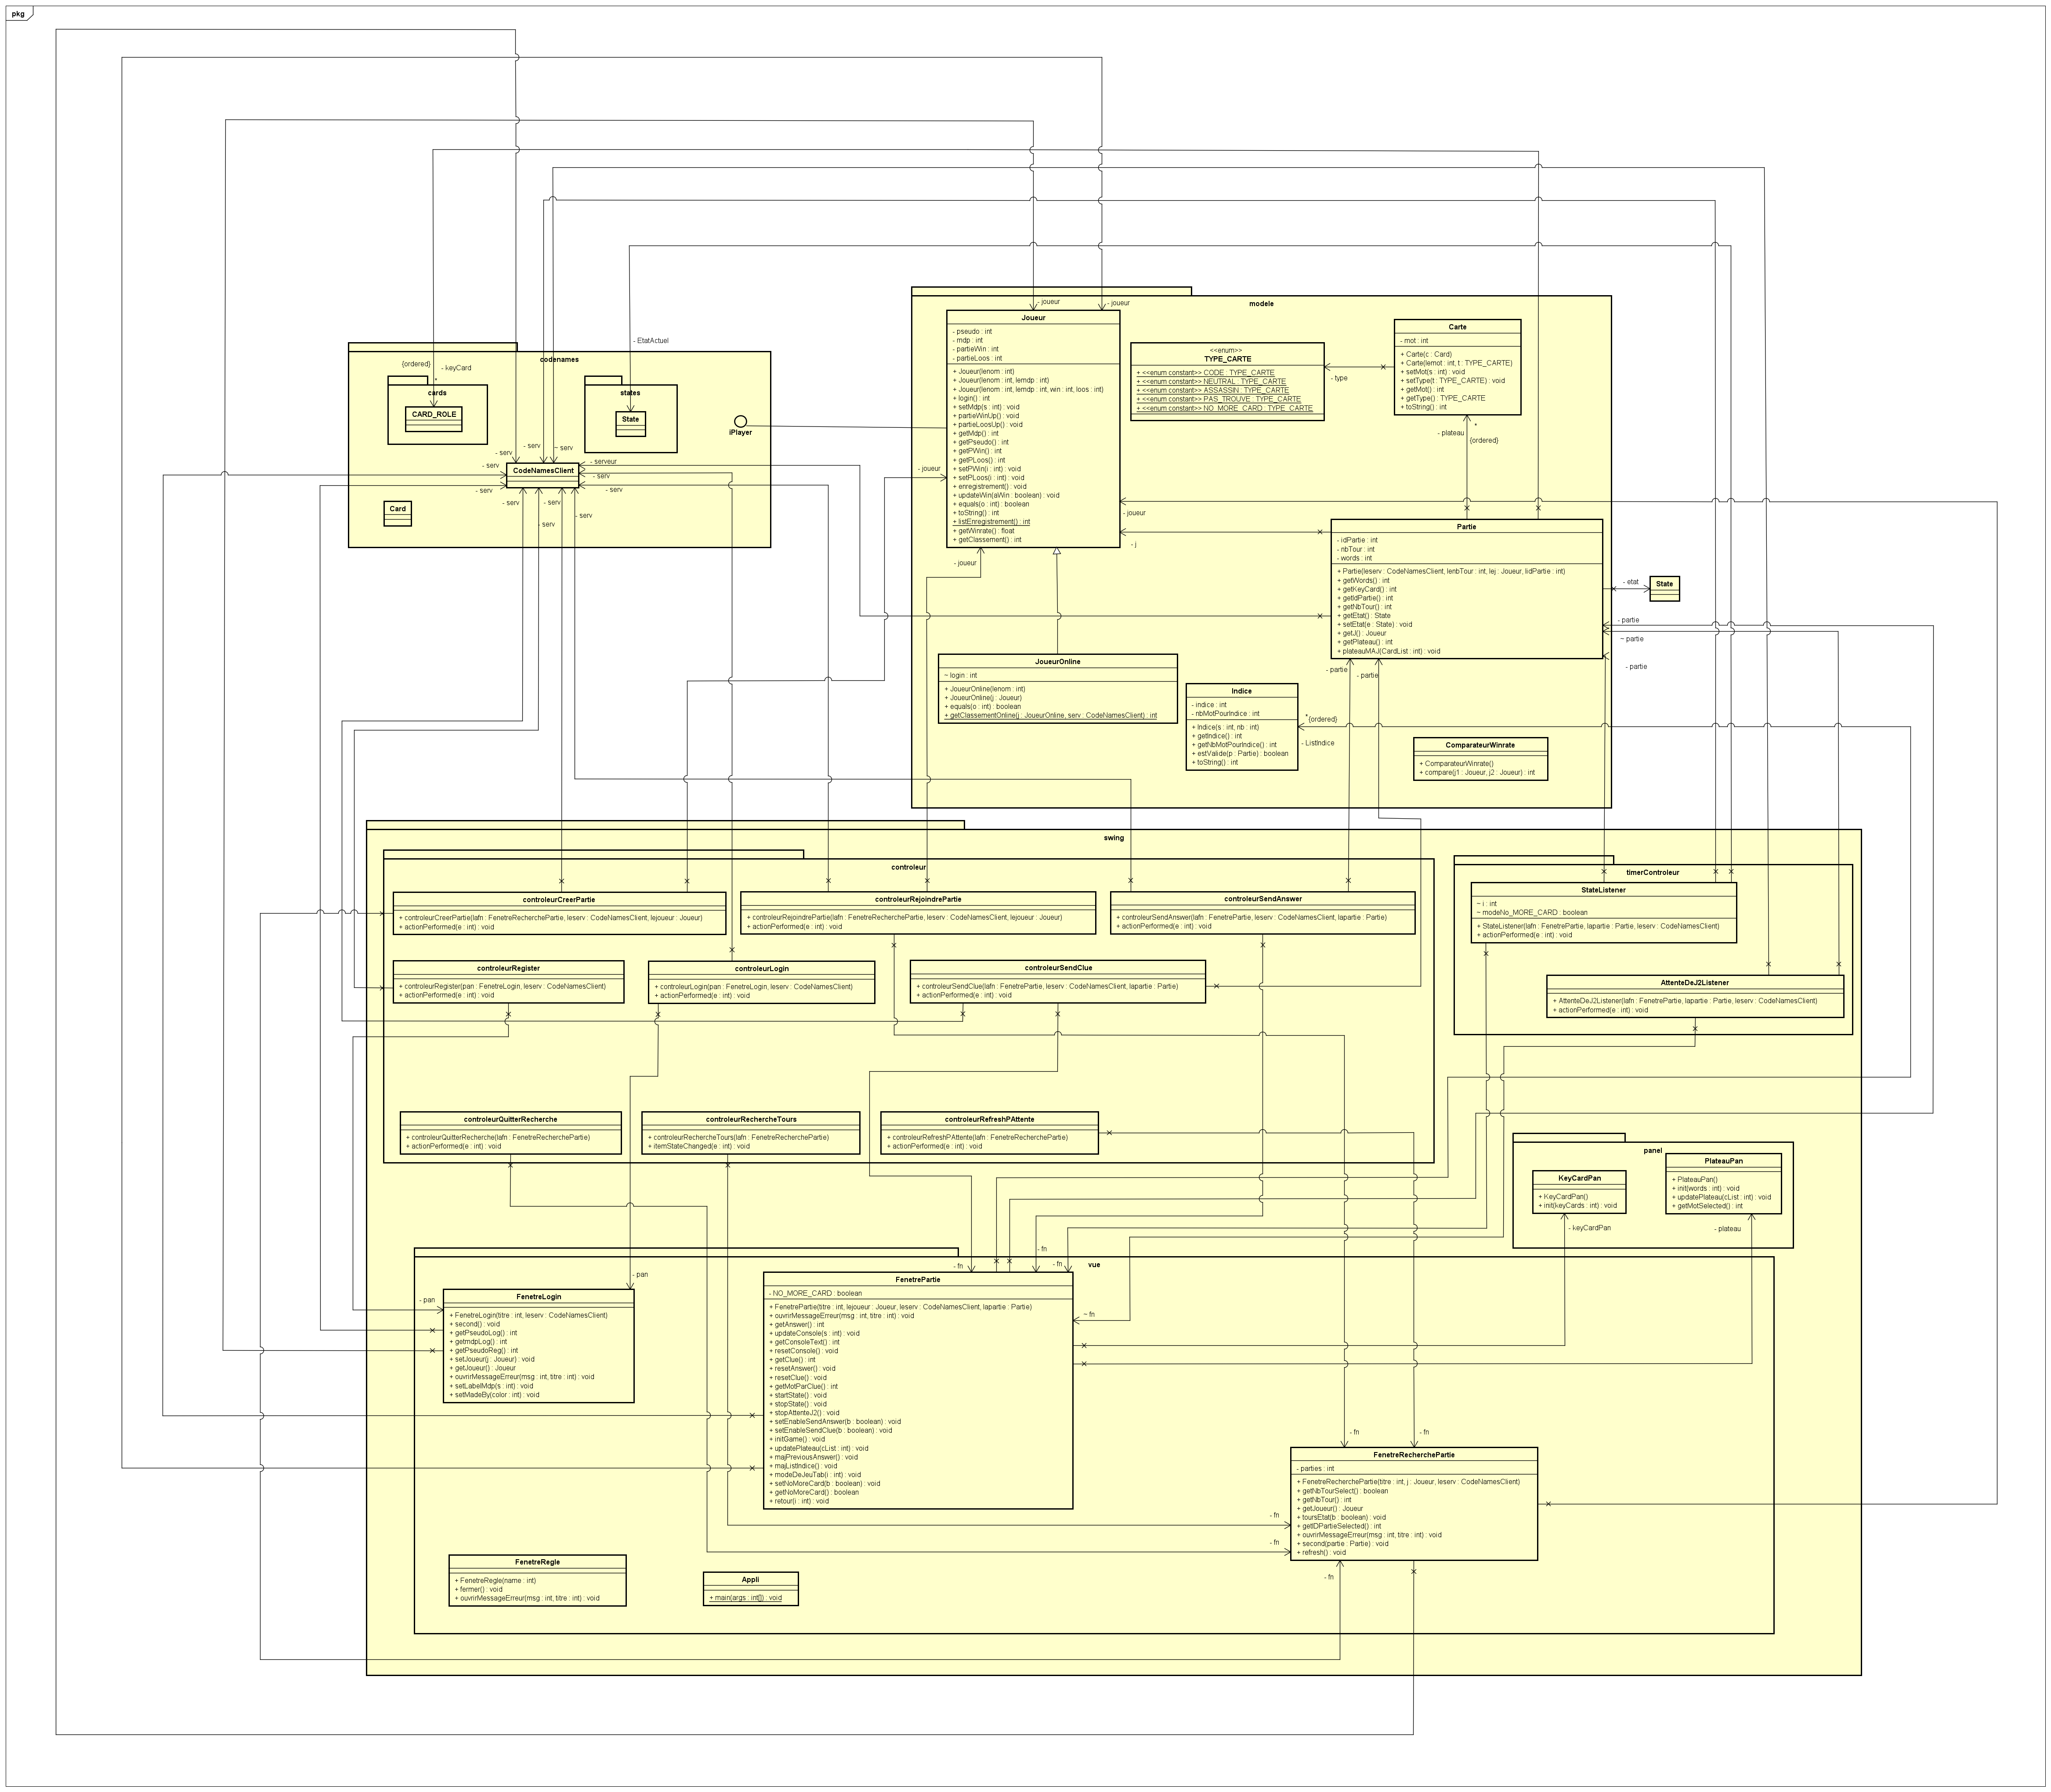 pkg
modele
- joueur
- joueur
Joueur
- pseudo : int
- mdp : int
- partieWin : int
- partieLoos : int
+ Joueur(lenom : int)
+ Joueur(lenom : int, lemdp : int)
+ Joueur(lenom : int, lemdp : int, win : int, loos : int)
+ login() : int
+ setMdp(s : int) : void
+ partieWinUp() : void
+ partieLoosUp() : void
+ getMdp() : int
+ getPseudo() : int
+ getPWin() : int
+ getPLoos() : int
+ setPWin(i : int) : void
+ setPLoos(i : int) : void
+ enregistrement() : void
+ updateWin(aWin : boolean) : void
+ equals(o : int) : boolean
+ toString() : int
+ listEnregistrement() : int
+ getWinrate() : float
+ getClassement() : int
<<enum>>
TYPE_CARTE
+ <<enum constant>> CODE : TYPE_CARTE
+ <<enum constant>> NEUTRAL : TYPE_CARTE
+ <<enum constant>> ASSASSIN : TYPE_CARTE
+ <<enum constant>> PAS_TROUVE : TYPE_CARTE
+ <<enum constant>> NO_MORE_CARD : TYPE_CARTE
- type
Carte
- mot : int
+ Carte(c : Card)
+ Carte(lemot : int, t : TYPE_CARTE)
+ setMot(s : int) : void
+ setType(t : TYPE_CARTE) : void
+ getMot() : int
+ getType() : TYPE_CARTE
+ toString() : int
*
- plateau
{ordered}
- EtatActuel
codenames
{ordered}
- keyCard
*
cards
CARD_ROLE
states
State
iPlayer
- serv
~ serv
- serv
- serv
- serveur
- serv
- serv
- serv
- serv
- serv
- serv
- serv
CodeNamesClient
Card
- joueur
- joueur
- j
- joueur
Partie
- idPartie : int
- nbTour : int
- words : int
+ Partie(leserv : CodeNamesClient, lenbTour : int, lej : Joueur, lidPartie : int)
+ getWords() : int
+ getKeyCard() : int
+ getIdPartie() : int
+ getNbTour() : int
+ getEtat() : State
+ setEtat(e : State) : void
+ getJ() : Joueur
+ getPlateau() : int
+ plateauMAJ(CardList : int) : void
- etat
State
- partie
~ partie
- partie
- partie
- partie
JoueurOnline
~ login : int
+ JoueurOnline(lenom : int)
+ JoueurOnline(j : Joueur)
+ equals(o : int) : boolean
+ getClassementOnline(j : JoueurOnline, serv : CodeNamesClient) : int
Indice
- indice : int
- nbMotPourIndice : int
+ Indice(s : int, nb : int)
+ getIndice() : int
+ getNbMotPourIndice() : int
+ estValide(p : Partie) : boolean
+ toString() : int
*
{ordered}
- ListIndice
ComparateurWinrate
+ ComparateurWinrate()
+ compare(j1 : Joueur, j2 : Joueur) : int
swing
controleur
controleurCreerPartie
+ controleurCreerPartie(lafn : FenetreRecherchePartie, leserv : CodeNamesClient, lejoueur : Joueur)
+ actionPerformed(e : int) : void
controleurRejoindrePartie
+ controleurRejoindrePartie(lafn : FenetreRecherchePartie, leserv : CodeNamesClient, lejoueur : Joueur)
+ actionPerformed(e : int) : void
controleurSendAnswer
+ controleurSendAnswer(lafn : FenetrePartie, leserv : CodeNamesClient, lapartie : Partie)
+ actionPerformed(e : int) : void
controleurRegister
+ controleurRegister(pan : FenetreLogin, leserv : CodeNamesClient)
+ actionPerformed(e : int) : void
controleurLogin
+ controleurLogin(pan : FenetreLogin, leserv : CodeNamesClient)
+ actionPerformed(e : int) : void
controleurSendClue
+ controleurSendClue(lafn : FenetrePartie, leserv : CodeNamesClient, lapartie : Partie)
+ actionPerformed(e : int) : void
controleurQuitterRecherche
+ controleurQuitterRecherche(lafn : FenetreRecherchePartie)
+ actionPerformed(e : int) : void
controleurRechercheTours
+ controleurRechercheTours(lafn : FenetreRecherchePartie)
+ itemStateChanged(e : int) : void
controleurRefreshPAttente
+ controleurRefreshPAttente(lafn : FenetreRecherchePartie)
+ actionPerformed(e : int) : void
timerControleur
StateListener
~ i : int
~ modeNo_MORE_CARD : boolean
+ StateListener(lafn : FenetrePartie, lapartie : Partie, leserv : CodeNamesClient)
+ actionPerformed(e : int) : void
AttenteDeJ2Listener
+ AttenteDeJ2Listener(lafn : FenetrePartie, lapartie : Partie, leserv : CodeNamesClient)
+ actionPerformed(e : int) : void
panel
KeyCardPan
+ KeyCardPan()
+ init(keyCards : int) : void
PlateauPan
+ PlateauPan()
+ init(words : int) : void
+ updatePlateau(cList : int) : void
+ getMotSelected() : int
- keyCardPan
- plateau
vue
- pan
- pan
FenetreLogin
+ FenetreLogin(titre : int, leserv : CodeNamesClient)
+ second() : void
+ getPseudoLog() : int
+ getmdpLog() : int
+ getPseudoReg() : int
+ setJoueur(j : Joueur) : void
+ getJoueur() : Joueur
+ ouvrirMessageErreur(msg : int, titre : int) : void
+ setLabelMdp(s : int) : void
+ setMadeBy(color : int) : void
- fn
- fn
- fn
~ fn
FenetrePartie
- NO_MORE_CARD : boolean
+ FenetrePartie(titre : int, lejoueur : Joueur, leserv : CodeNamesClient, lapartie : Partie)
+ ouvrirMessageErreur(msg : int, titre : int) : void
+ getAnswer() : int
+ updateConsole(s : int) : void
+ getConsoleText() : int
+ resetConsole() : void
+ getClue() : int
+ resetAnswer() : void
+ resetClue() : void
+ getMotParClue() : int
+ startState() : void
+ stopState() : void
+ stopAttenteJ2() : void
+ setEnableSendAnswer(b : boolean) : void
+ setEnableSendClue(b : boolean) : void
+ initGame() : void
+ updatePlateau(cList : int) : void
+ majPreviousAnswer() : void
+ majListIndice() : void
+ modeDeJeuTab(i : int) : void
+ setNoMoreCard(b : boolean) : void
+ getNoMoreCard() : boolean
+ retour(i : int) : void
- fn
- fn
- fn
- fn
- fn
FenetreRecherchePartie
- parties : int
+ FenetreRecherchePartie(titre : int, j : Joueur, leserv : CodeNamesClient)
+ getNbTourSelect() : boolean
+ getNbTour() : int
+ getJoueur() : Joueur
+ toursEtat(b : boolean) : void
+ getIDPartieSelected() : int
+ ouvrirMessageErreur(msg : int, titre : int) : void
+ second(partie : Partie) : void
+ refresh() : void
FenetreRegle
+ FenetreRegle(name : int)
+ fermer() : void
+ ouvrirMessageErreur(msg : int, titre : int) : void
Appli
+ main(args : int[]) : void